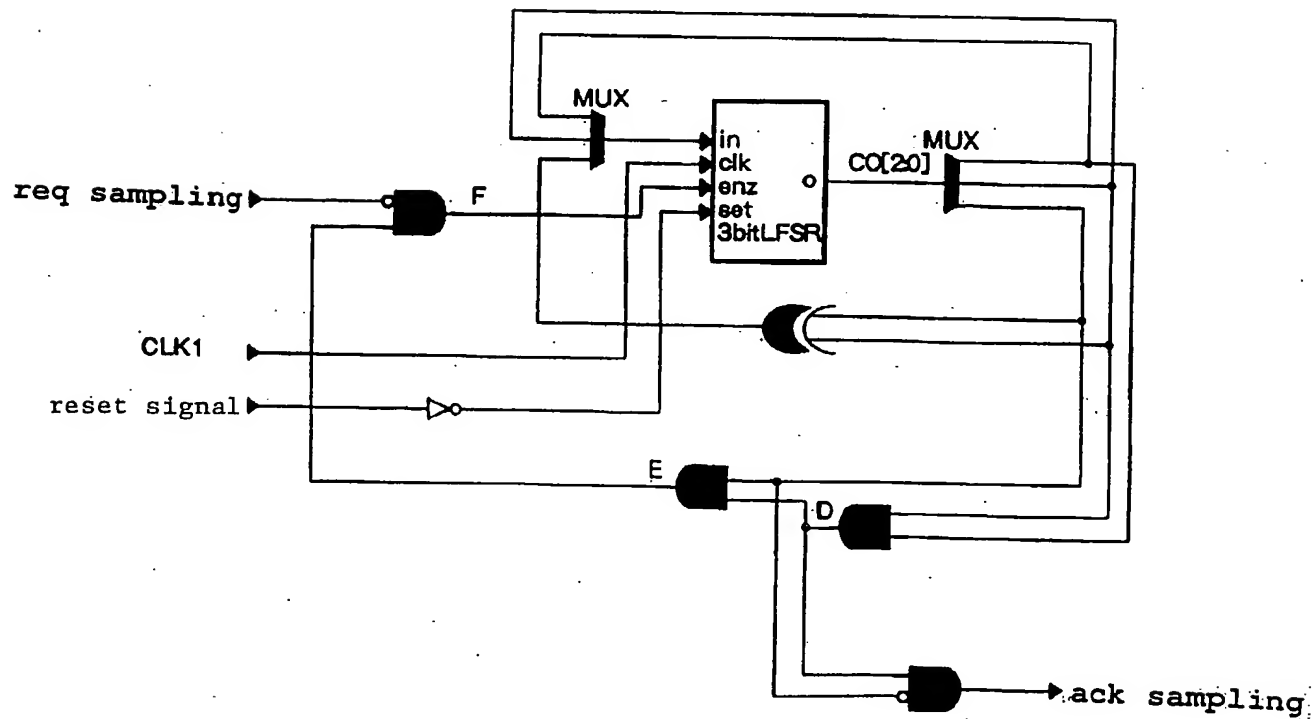 MUX
in
clk
enz
set
3bitLFSR
CO[2:0]
MUX
req sampling
F
CLK1
reset signal
E
D
ack sampling